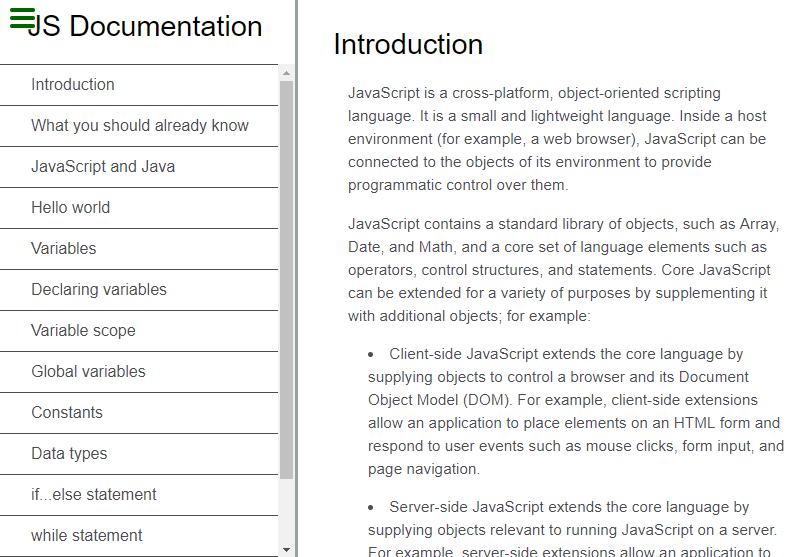 JS Documentation
Introduction
What you should already know
JavaScript and Java
Hello world
Variables
Declaring variables
Variable scope
Global variables
Constants
Data types
if...else statement
while statement
Introduction
JavaScript is a cross-platform, object-oriented scripting
language. It is a small and lightweight language. Inside a host
environment (for example, a web browser), JavaScript can be
connected to the objects of its environment to provide
programmatic control over them.
JavaScript contains a standard library of objects, such as Array,
Date, and Math, and a core set of language elements such as
operators, control structures, and statements. Core JavaScript
can be extended for a variety of purposes by supplementing it
with additional objects; for example:
• Client-side JavaScript extends the core language by
supplying objects to control a browser and its Document
Object Model (DOM). For example, client-side extensions
allow an application to place elements on an HTML form and
respond to user events such as mouse clicks, form input, and
page navigation.
• Server-side JavaScript extends the core language by
supplying objects relevant to running JavaScript on a server.
For example, server-side extensions allow an application to